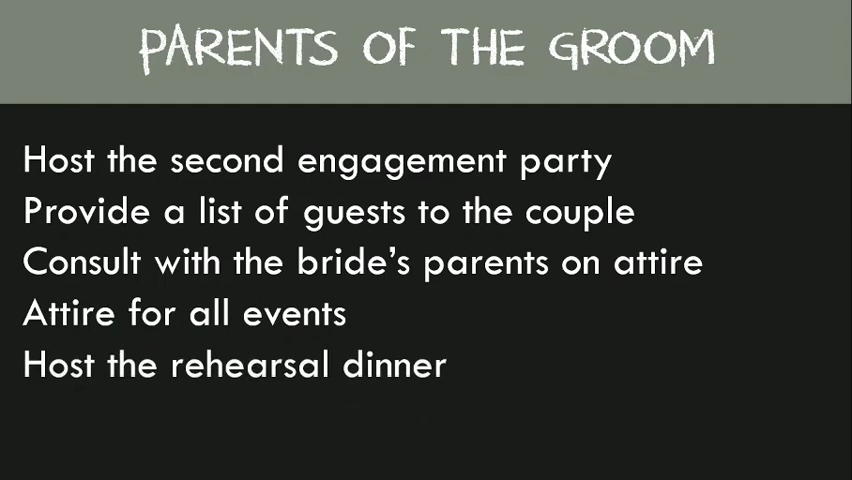 PARENTS OF THE GROOM
Host the second engagement party
Provide a list of guests to the couple
Consult with the bride’s parents on attire
Attire for all events
Host the rehearsal dinner